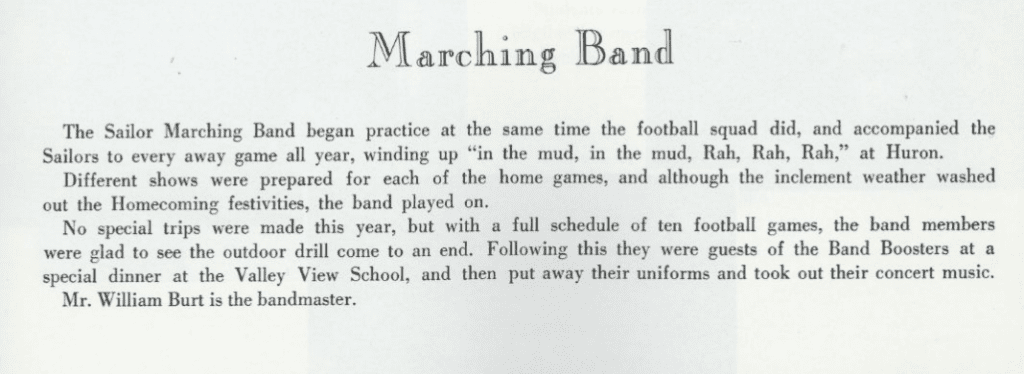 Marching Band
The Sailor Marching Band began practice at the same time the football squad did, and accompanied the
Sailors to every away game all year, winding up “in the mud, in the mud, Rah, Rah, Rah,” at Huron.
Different shows were prepared for each of the home games, and although the inclement weather washed
out the Homecoming festivities, the band played on.
No special trips were made this year, but with a full schedule of ten football games, the band members
were glad to see the outdoor drill come to an end. Following this they were guests of the Band Boosters at a
special dinner at the Valley View School, and then put away their uniforms and took out their concert music.
Mr. William Burt is the bandmaster.